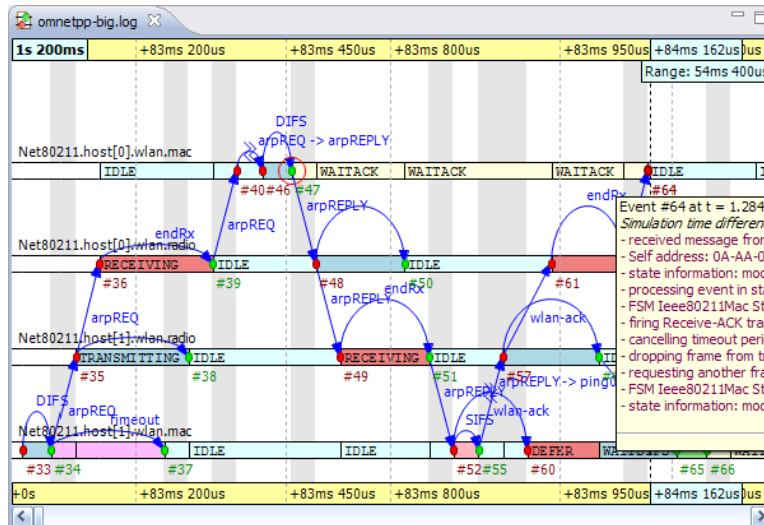 omnetpp-big.log
1s 200ms +83ms 200us +83ms 450us +83ms 800us +83ms 950us +84ms 162us 0us
Range: 54ms 400us
DIFS
arpREQ -> arpREPLY
Net80211.host[0].wlan.mac
IDLE WAITACK WAITACK WAITACK IDLE
#40 #46 #47 #64
arpREQ arpREPLY endRx
Net80211.host[0].wlan.radio
endRx
RECEIVING IDLE IDLE
#36 #39 #48 #50 #61
arpREPLY endRx
arpREQ wlan-ack
Net80211.host[1].wlan.radio
TRANSMITTING IDLE RECEIVING IDLE
#35 #38 #49 #51 #57
DIFS arpREQ timeout arpREPLY arpREPLY -> ping0
SIFS wlan-ack
Net80211.host[1].wlan.mac
IDLE IDLE DEFER
#33 #34 #37 #52 #55 #60 #65 #66
+0s +83ms 200us +83ms 450us +83ms 800us +83ms 950us +84ms 162us 0us
Event #64 at t = 1.284
Simulation time differen
- received message from
- Self address: 0A-AA-0
- state information: mod
- processing event in sta
- FSM Ieee80211Mac St
- firing Receive-ACK tra
- cancelling timeout peri
- dropping frame from tr
- requesting another fra
- FSM Ieee80211Mac St
- state information: mod